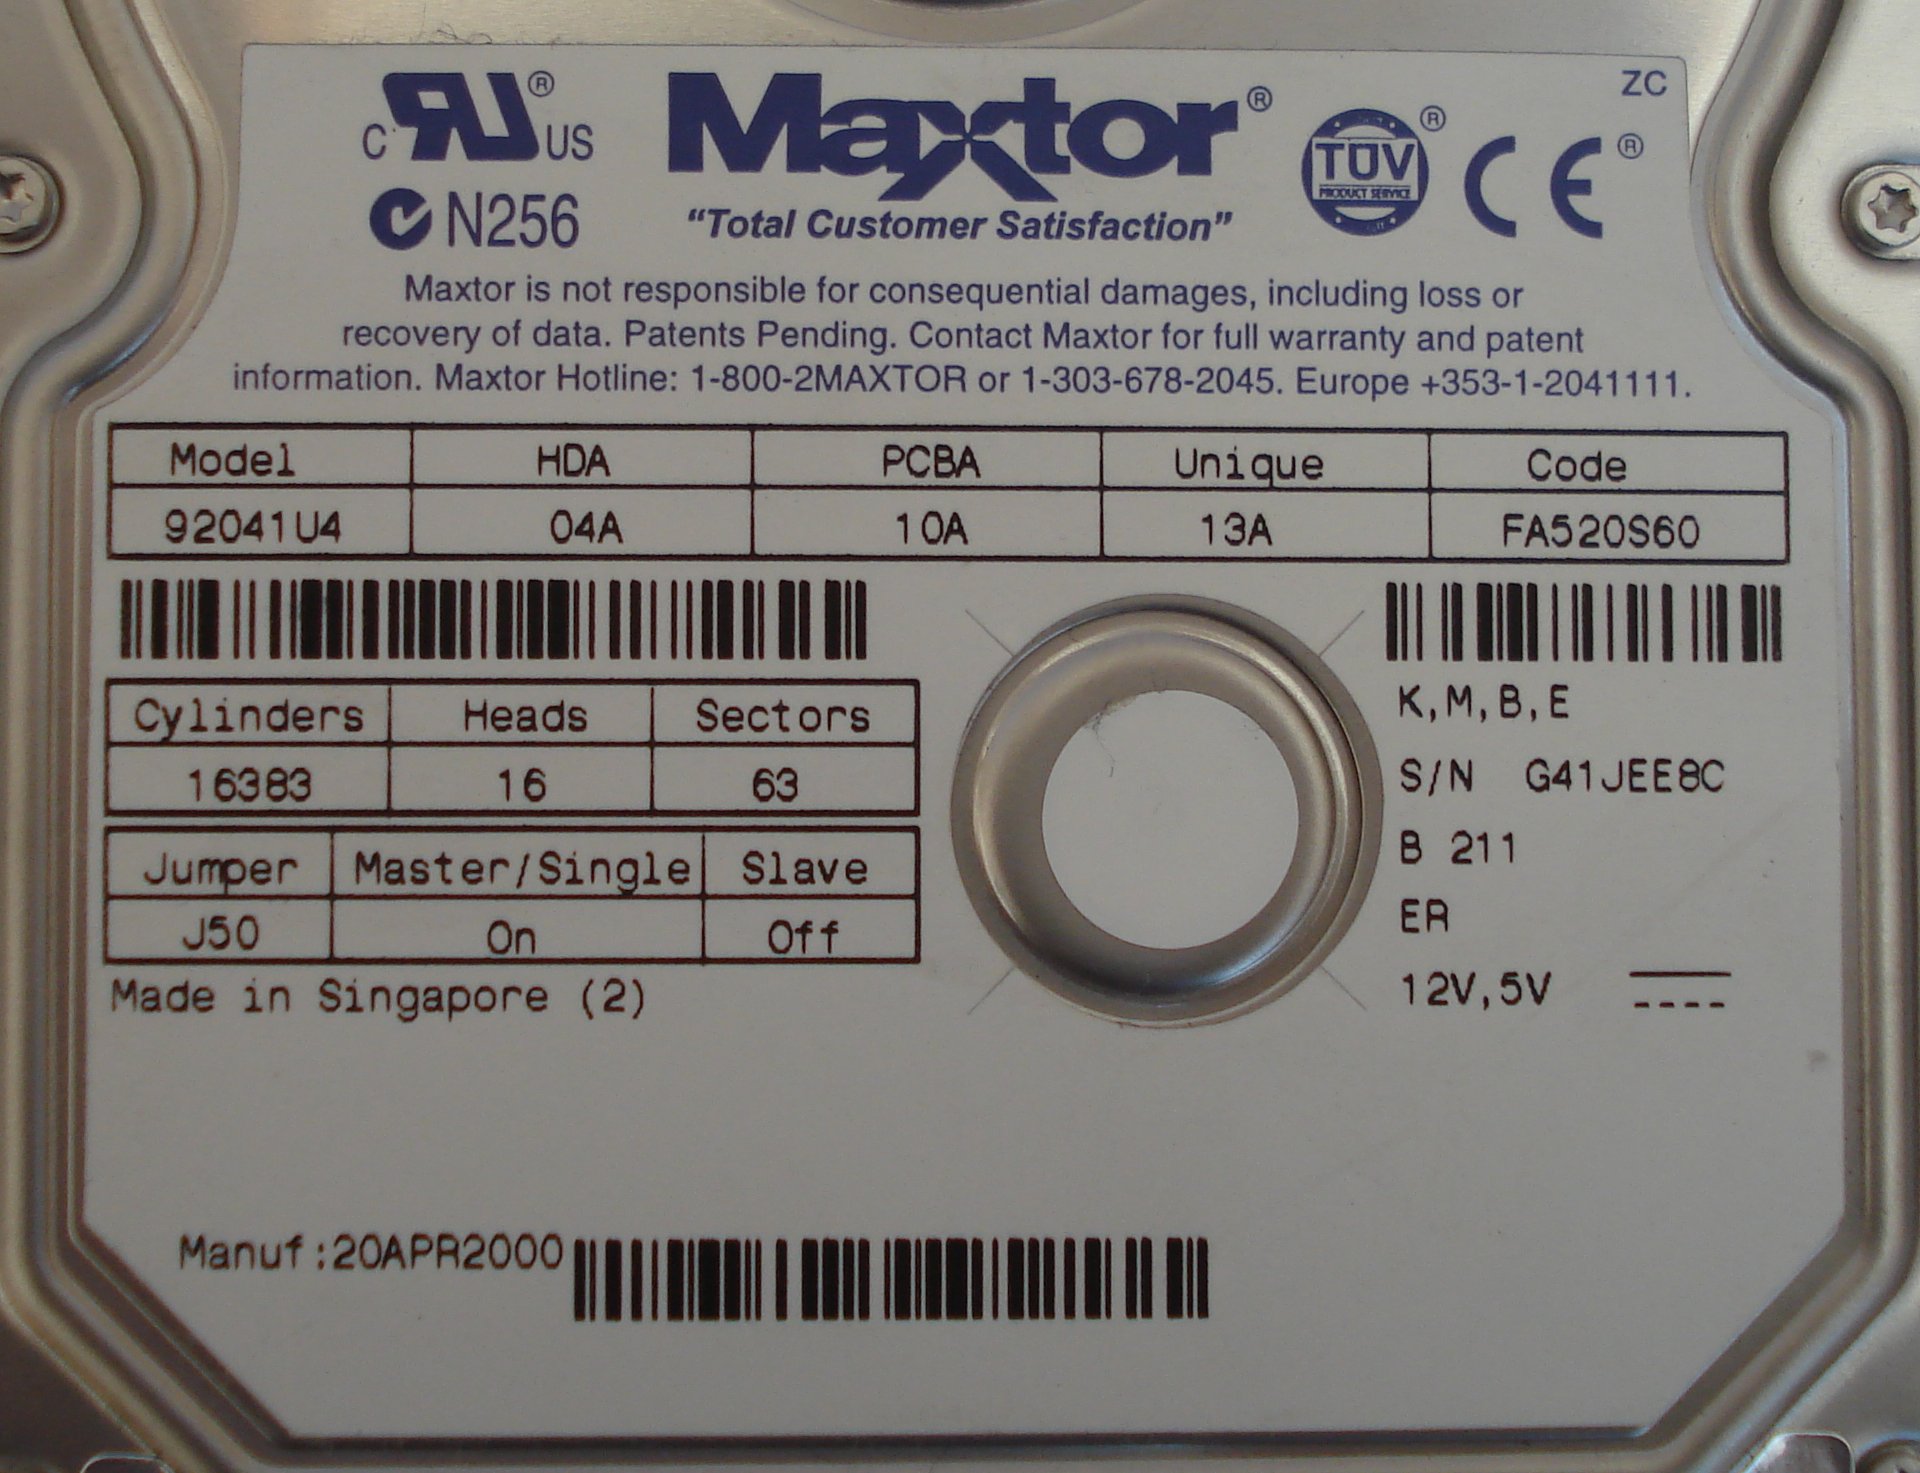 ZC
C RU® US Maxtor® TÜV® CE®
PRODUCT SERVICE
N256 "Total Customer Satisfaction"
Maxtor is not responsible for consequential damages, including loss or
recovery of data. Patents Pending. Contact Maxtor for full warranty and patent
information. Maxtor Hotline: 1-800-2MAXTOR or 1-303-678-2045. Europe +353-1-2041111.
Model HDA PCBA Unique Code
92041U4 04A 10A 13A FA520S60
Cylinders Heads Sectors
16383 16 63
Jumper Master/Single Slave
J50 On Off
Made in Singapore (2)
K,M,B,E
S/N G41JEE8C
B 211
ER
12V,5V
Manuf:20APR2000